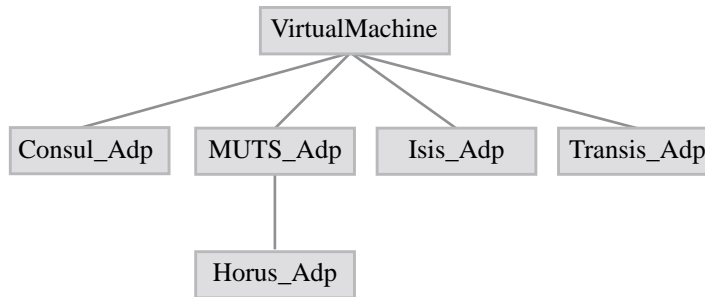 VirtualMachine
Consul_Adp
MUTS_Adp
Isis_Adp
Transis_Adp
Horus_Adp